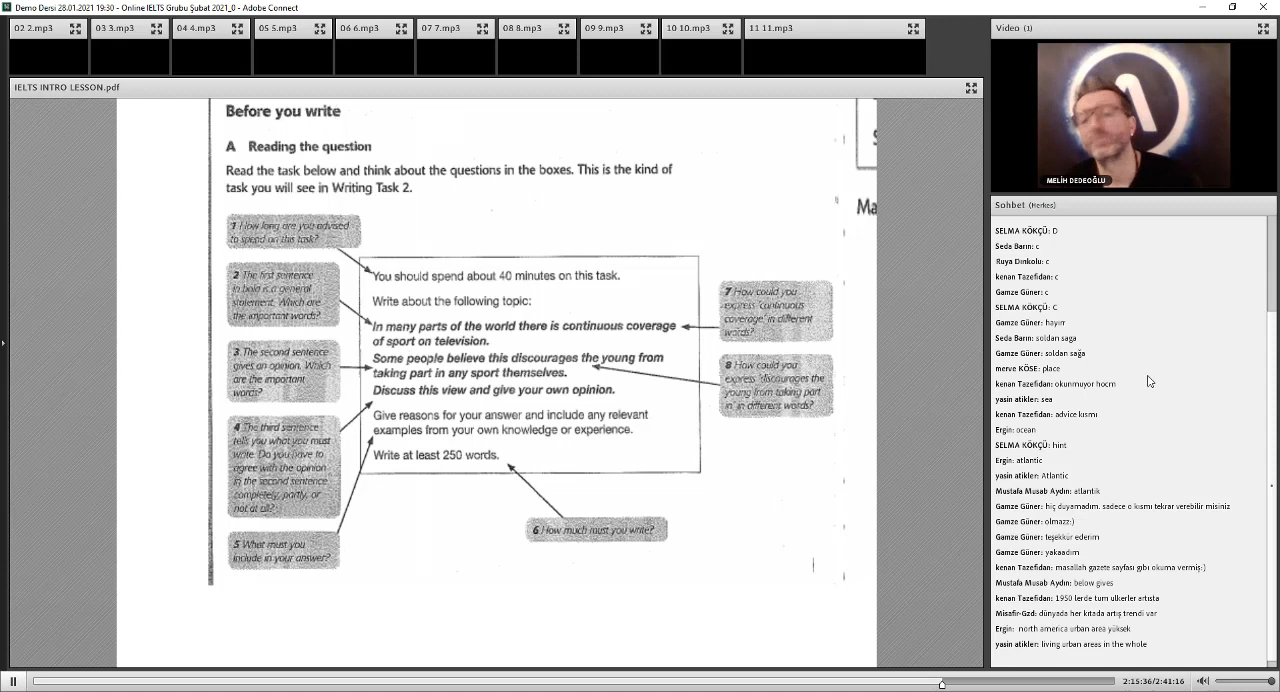 Demo Dersi 28.01.2021 19:30 - Online IELTS Grubu Şubat 2021_0 - Adobe Connect
02 2.mp3
03 3.mp3
04 4.mp3
05 5.mp3
06 6.mp3
07 7.mp3
08 8.mp3
09 9.mp3
10 10.mp3
11 11.mp3
IELTS INTRO LESSON.pdf
Before you write
A Reading the question
Read the task below and think about the questions in the boxes. This is the kind of
task you will see in Writing Task 2.
1 How long are you advised
to spend on this task?
2 The first sentence
in bold is a general
statement. Which are
the important words?
3 The second sentence
gives an opinion. Which
are the important
words?
4 The third sentence
tells you what you must
write. Do you have to
agree with the opinion
in the second sentence
completely, partly, or
not at all?
5 What must you
include in your answer?
You should spend about 40 minutes on this task.
Write about the following topic:
In many parts of the world there is continuous coverage
of sport on television.
Some people believe this discourages the young from
taking part in any sport themselves.
Discuss this view and give your own opinion.
Give reasons for your answer and include any relevant
examples from your own knowledge or experience.
Write at least 250 words.
6 How much must you write?
7 How could you
express 'continuous
coverage' in different
words?
8 How could you
express 'discourages the
young from taking part
in' in different words?
Ma
Video (1)
MELİH DEDEOĞLU
Sohbet (Herkes)
SELMA KÖKÇÜ: D
Seda Barın: c
Ruya Dınkolu: c
kenan Tazefidan: c
Gamze Güner: c
SELMA KÖKÇÜ: C
Gamze Güner: hayırr
Seda Barın: soldan saga
Gamze Güner: soldan sağa
merve KÖSE: place
kenan Tazefidan: okunmuyor hocm
yasin atikler: sea
kenan Tazefidan: advice kısmı
Ergin: ocean
SELMA KÖKÇÜ: hint
Ergin: atlantic
yasin atikler: Atlantic
Mustafa Musab Aydın: atlantik
Gamze Güner: hiç duyamadım. sadece o kısmı tekrar verebilir misiniz
Gamze Güner: olmazz:)
Gamze Güner: teşekkür ederim
Gamze Güner: yakaadım
kenan Tazefidan: masallah gazete sayfası gıbı okuma vermiş:)
Mustafa Musab Aydın: below gives
kenan Tazefidan: 1950 lerde tum ulkerler artısta
Misafir-Gzd: dünyada her kıtada artış trendi var
Ergin: north america urban area yüksek
yasin atikler: living urban areas in the whole
2:15:36/2:41:16